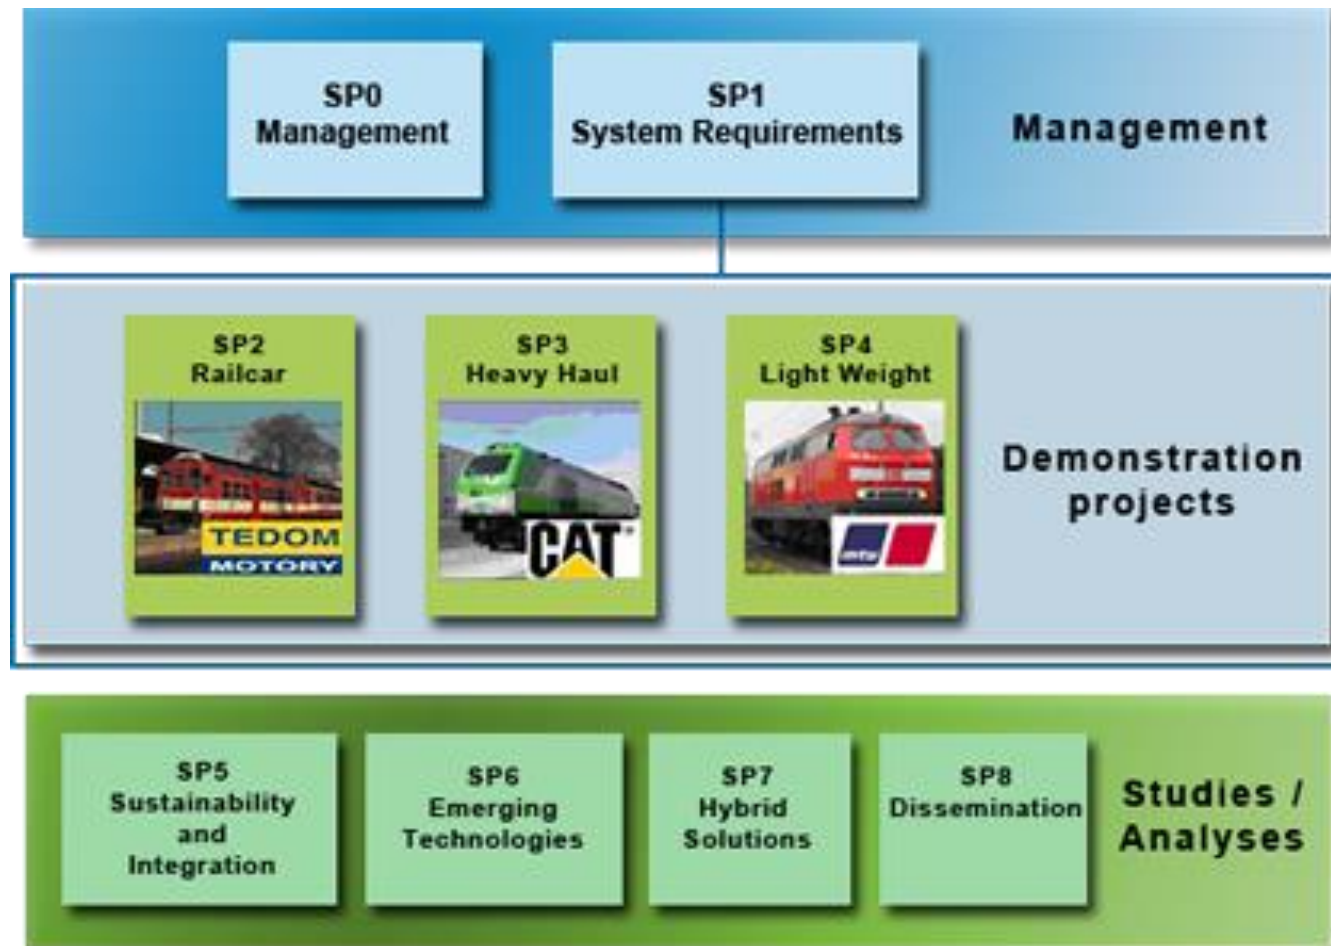 SP0
Management
SP1
System Requirements
Management
SP2
Railcar
TEDOM
MOTORY
SP3
Heavy Haul
CAT®
SP4
Light Weight
mtu
Demonstration
projects
SP5
Sustainability
and
Integration
SP6
Emerging
Technologies
SP7
Hybrid
Solutions
SP8
Dissemination
Studies /
Analyses